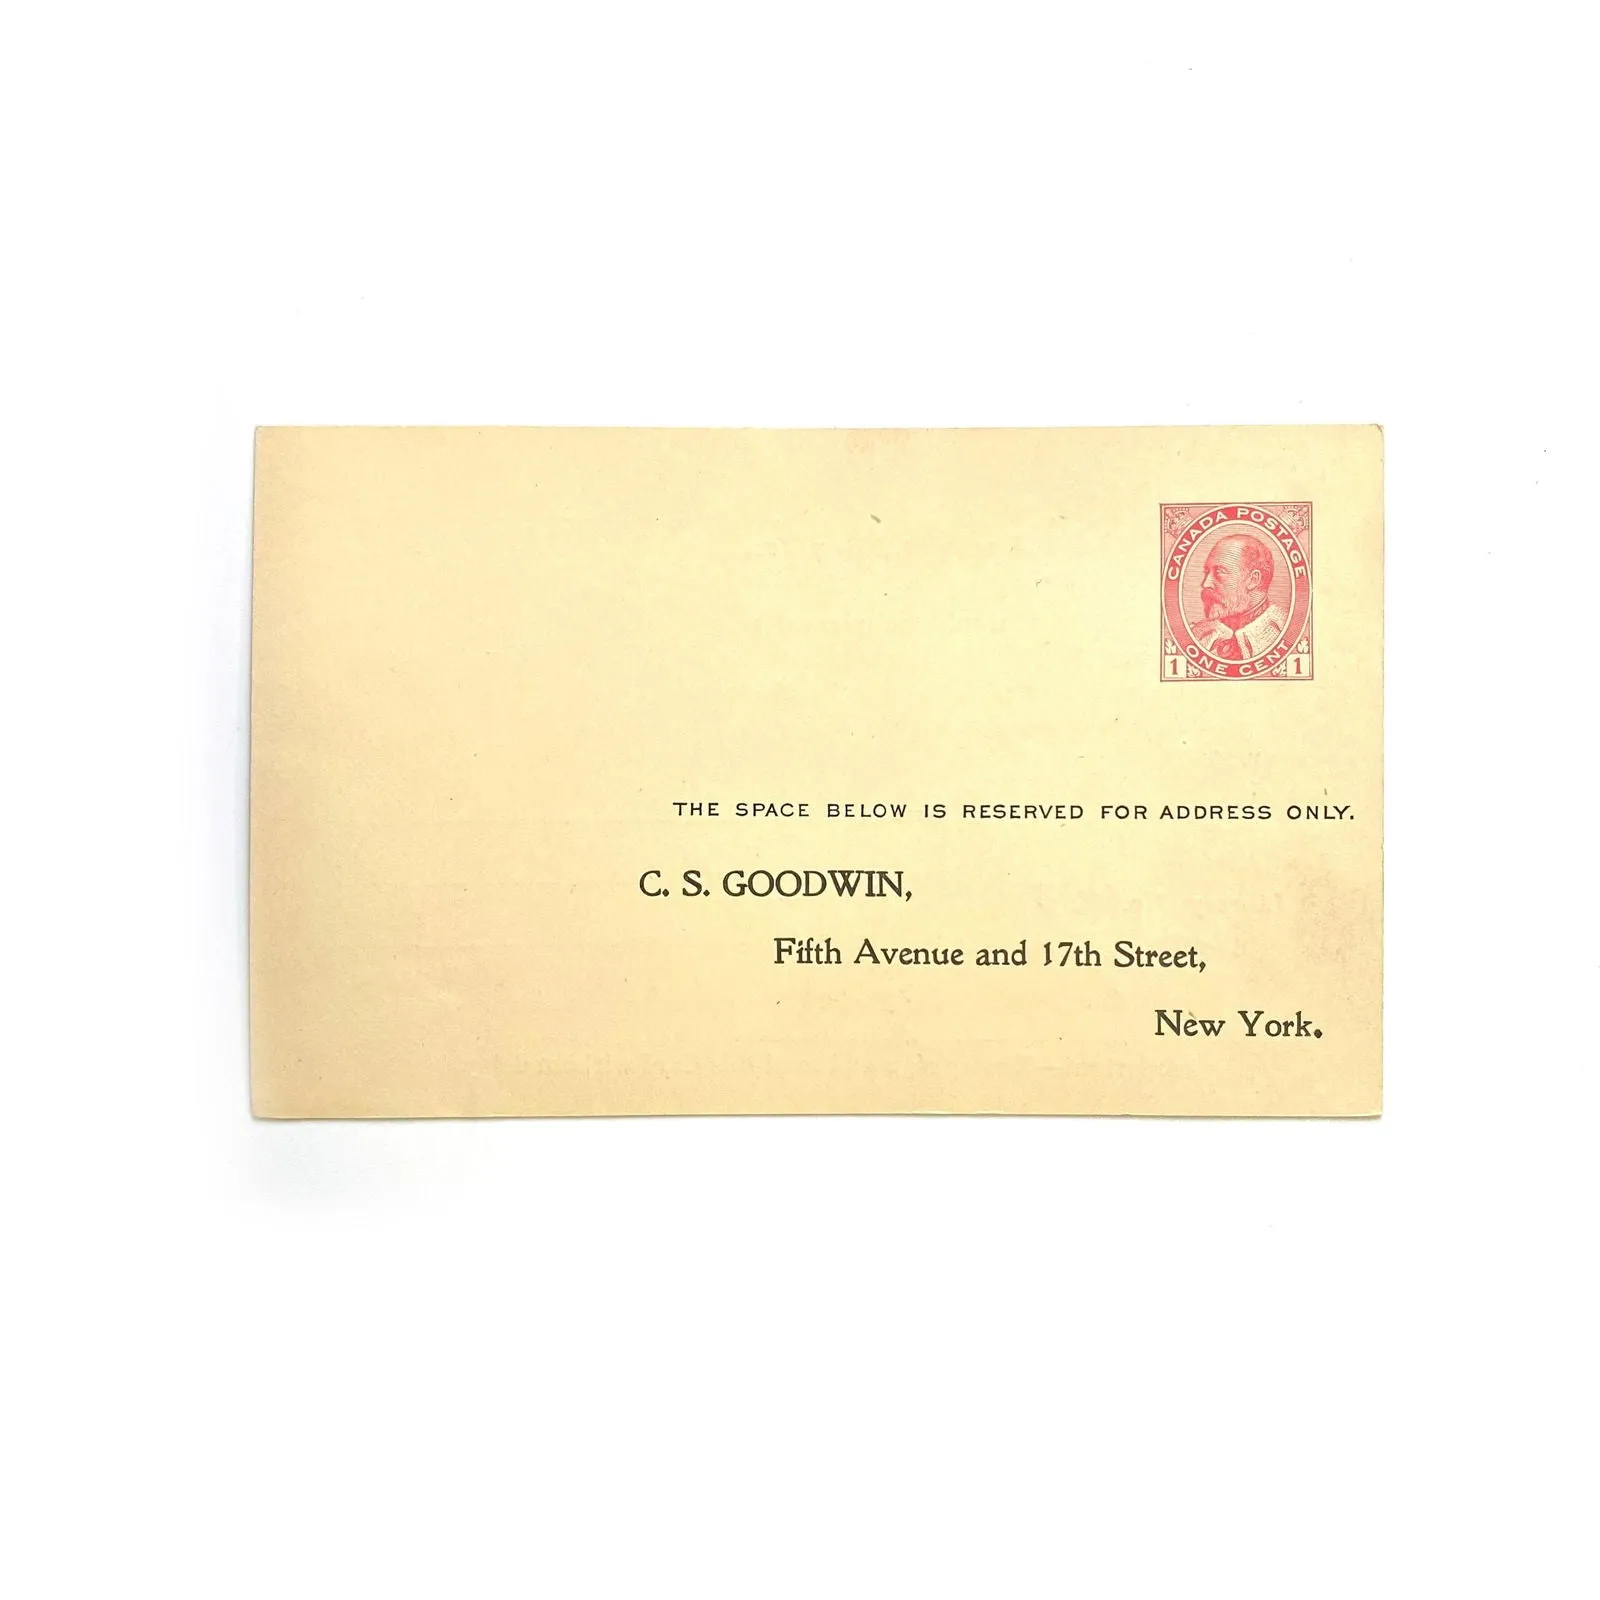 CANADA POSTAGE
ONE CENT
1 1
THE SPACE BELOW IS RESERVED FOR ADDRESS ONLY.
C. S. GOODWIN,
Fifth Avenue and 17th Street,
New York.